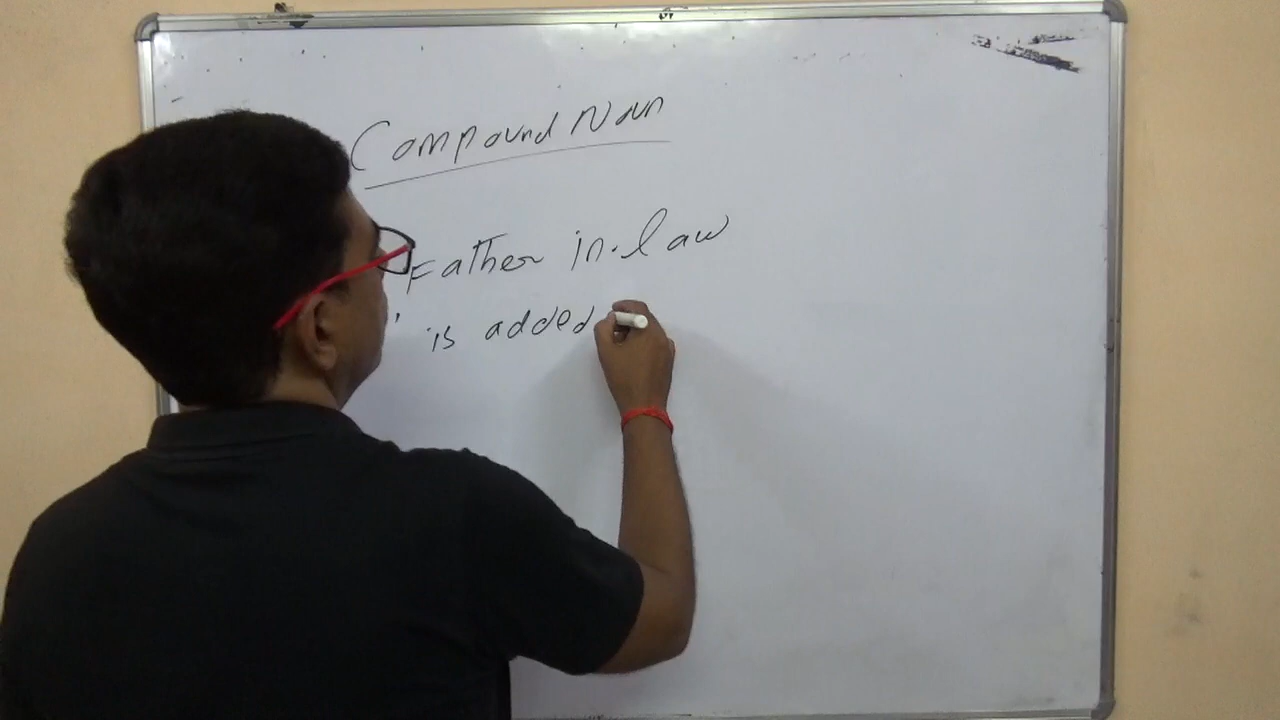 Compound Noun
Father in-law
' is added